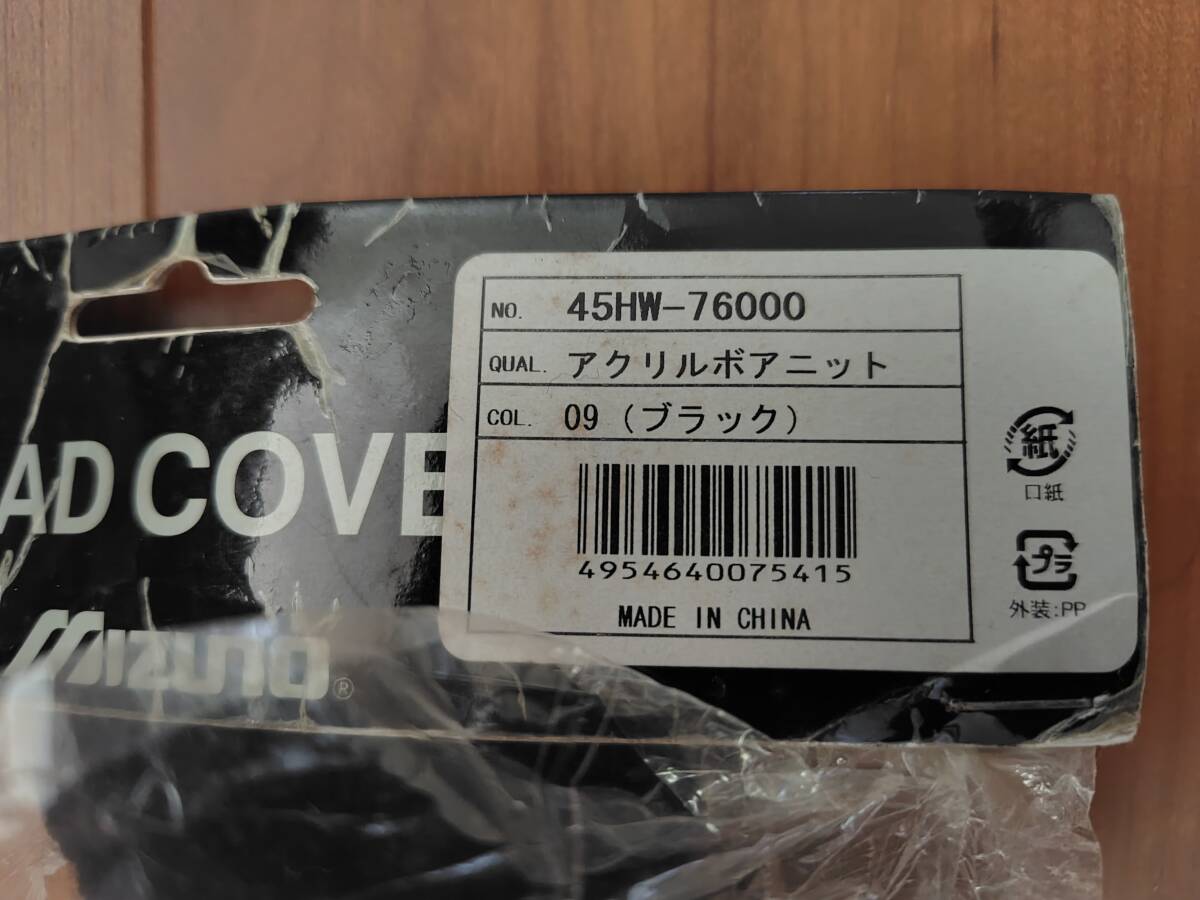 NO. 45HW-76000
QUAL. アクリルボアニット
COL. 09 (ブラック)
4954640075415
MADE IN CHINA
紙
口紙
プラ
外装:PP
AD COVE
MIZUNO®